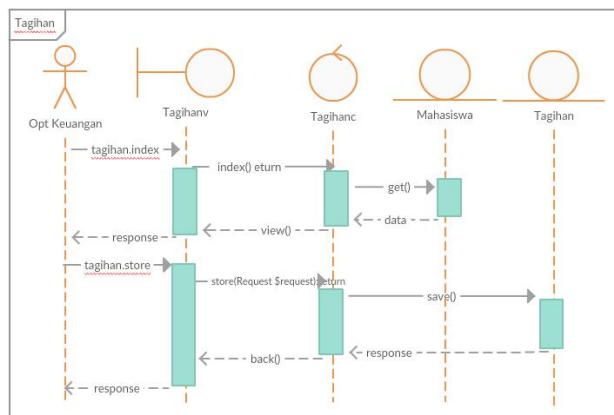 Tagihan
Opt Keuangan
Tagihanv
Tagihanc
Mahasiswa
Tagihan
tagihan.index
index() eturn
get()
data
view()
response
tagihan.store
store(Request $request) eturn
save()
response
back()
response